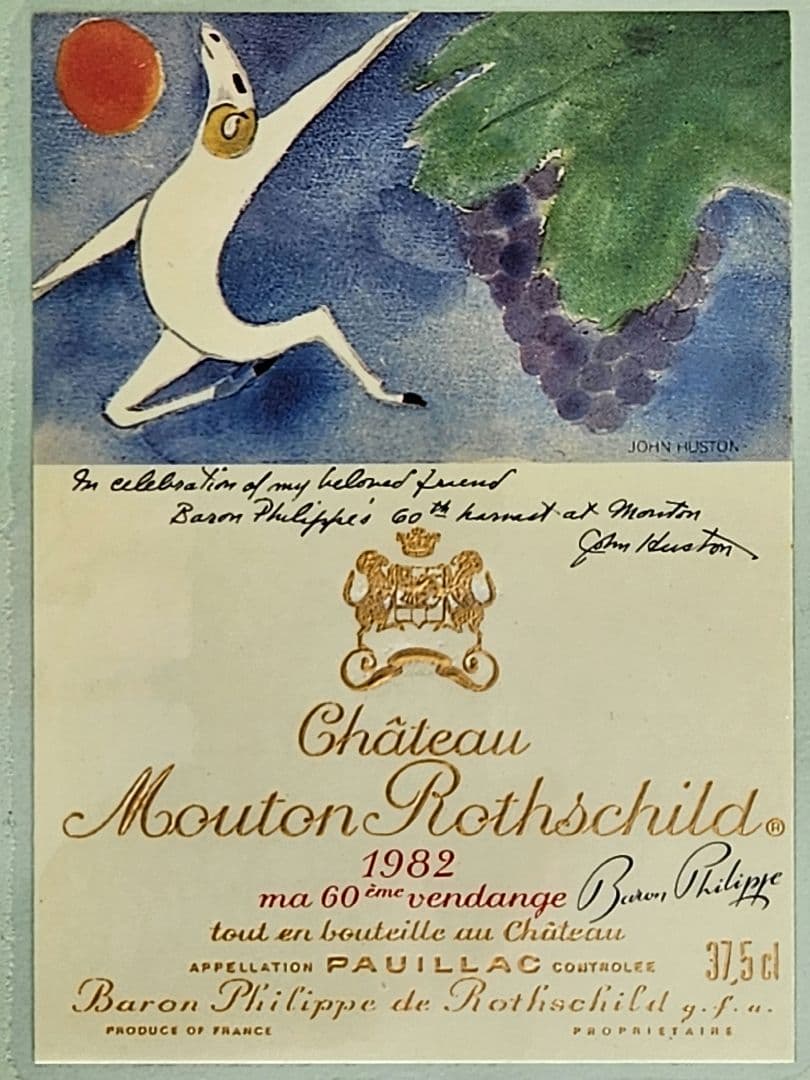 JOHN HUSTON
In celebration of my beloved friend
Baron Philippe's 60th harvest at Mouton
John Huston
Château
Mouton Rothschild ®
1982
ma 60ème vendange Baron Philippe
tout en bouteille au Château
APPELLATION PAUILLAC CONTROLEE 37,5 cl
Baron Philippe de Rothschild g.f.a.
PRODUCE OF FRANCE PROPRIETAIRE